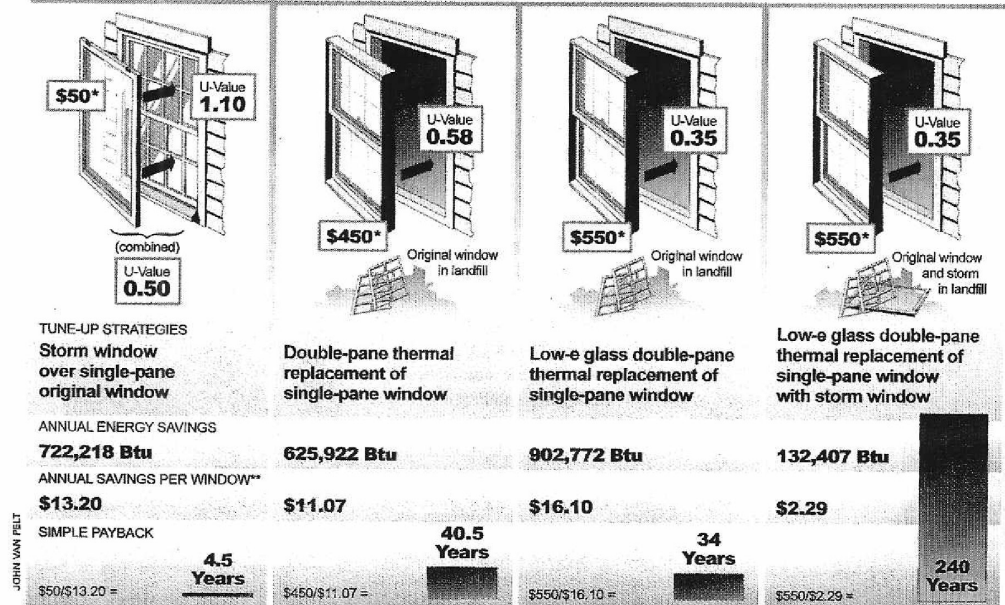 $50*
U-Value
1.10
(combined)
U-Value
0.50
TUNE-UP STRATEGIES
Storm window
over single-pane
original window
ANNUAL ENERGY SAVINGS
722,218 Btu
ANNUAL SAVINGS PER WINDOW**
$13.20
SIMPLE PAYBACK
4.5
Years
$50/$13.20 =
U-Value
0.58
$450*
Original window
in landfill
Double-pane thermal
replacement of
single-pane window
625,922 Btu
$11.07
40.5
Years
$450/$11.07 =
U-Value
0.35
$550*
Original window
in landfill
Low-e glass double-pane
thermal replacement of
single-pane window
902,772 Btu
$16.10
34
Years
$550/$16.10 =
U-Value
0.35
$550*
Original window
and storm
in landfill
Low-e glass double-pane
thermal replacement of
single-pane window
with storm window
132,407 Btu
$2.29
240
Years
$550/$2.29 =
JOHN VAN PELT